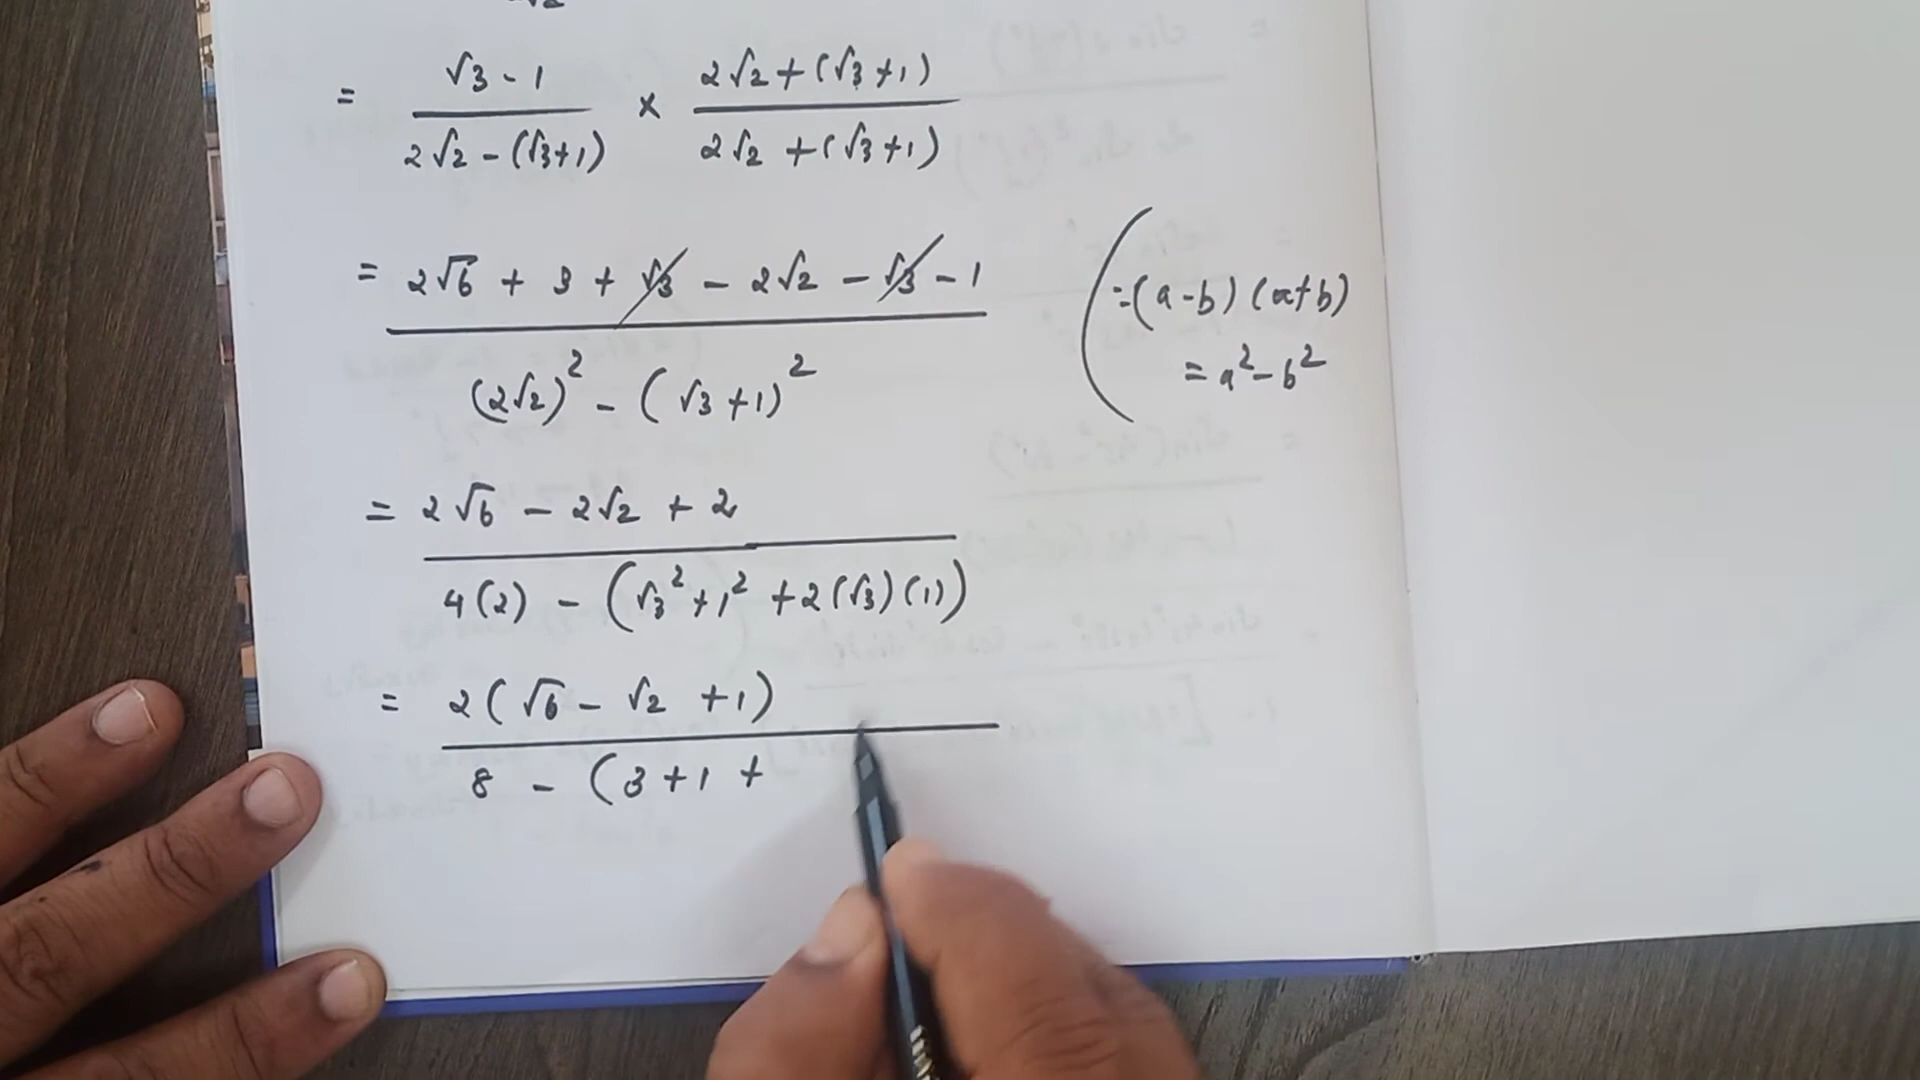 = √3 - 1 / 2√2 - (√3+1) × 2√2 + (√3+1) / 2√2 + (√3+1)
= 2√6 + 3 + √3 - 2√2 - √3 - 1 / (2√2)² - (√3+1)²
(∵ (a-b)(a+b)
= a²-b²
= 2√6 - 2√2 + 2 / 4(2) - (√3²+1² + 2(√3)(1))
= 2(√6 - √2 + 1) / 8 - (3+1 +